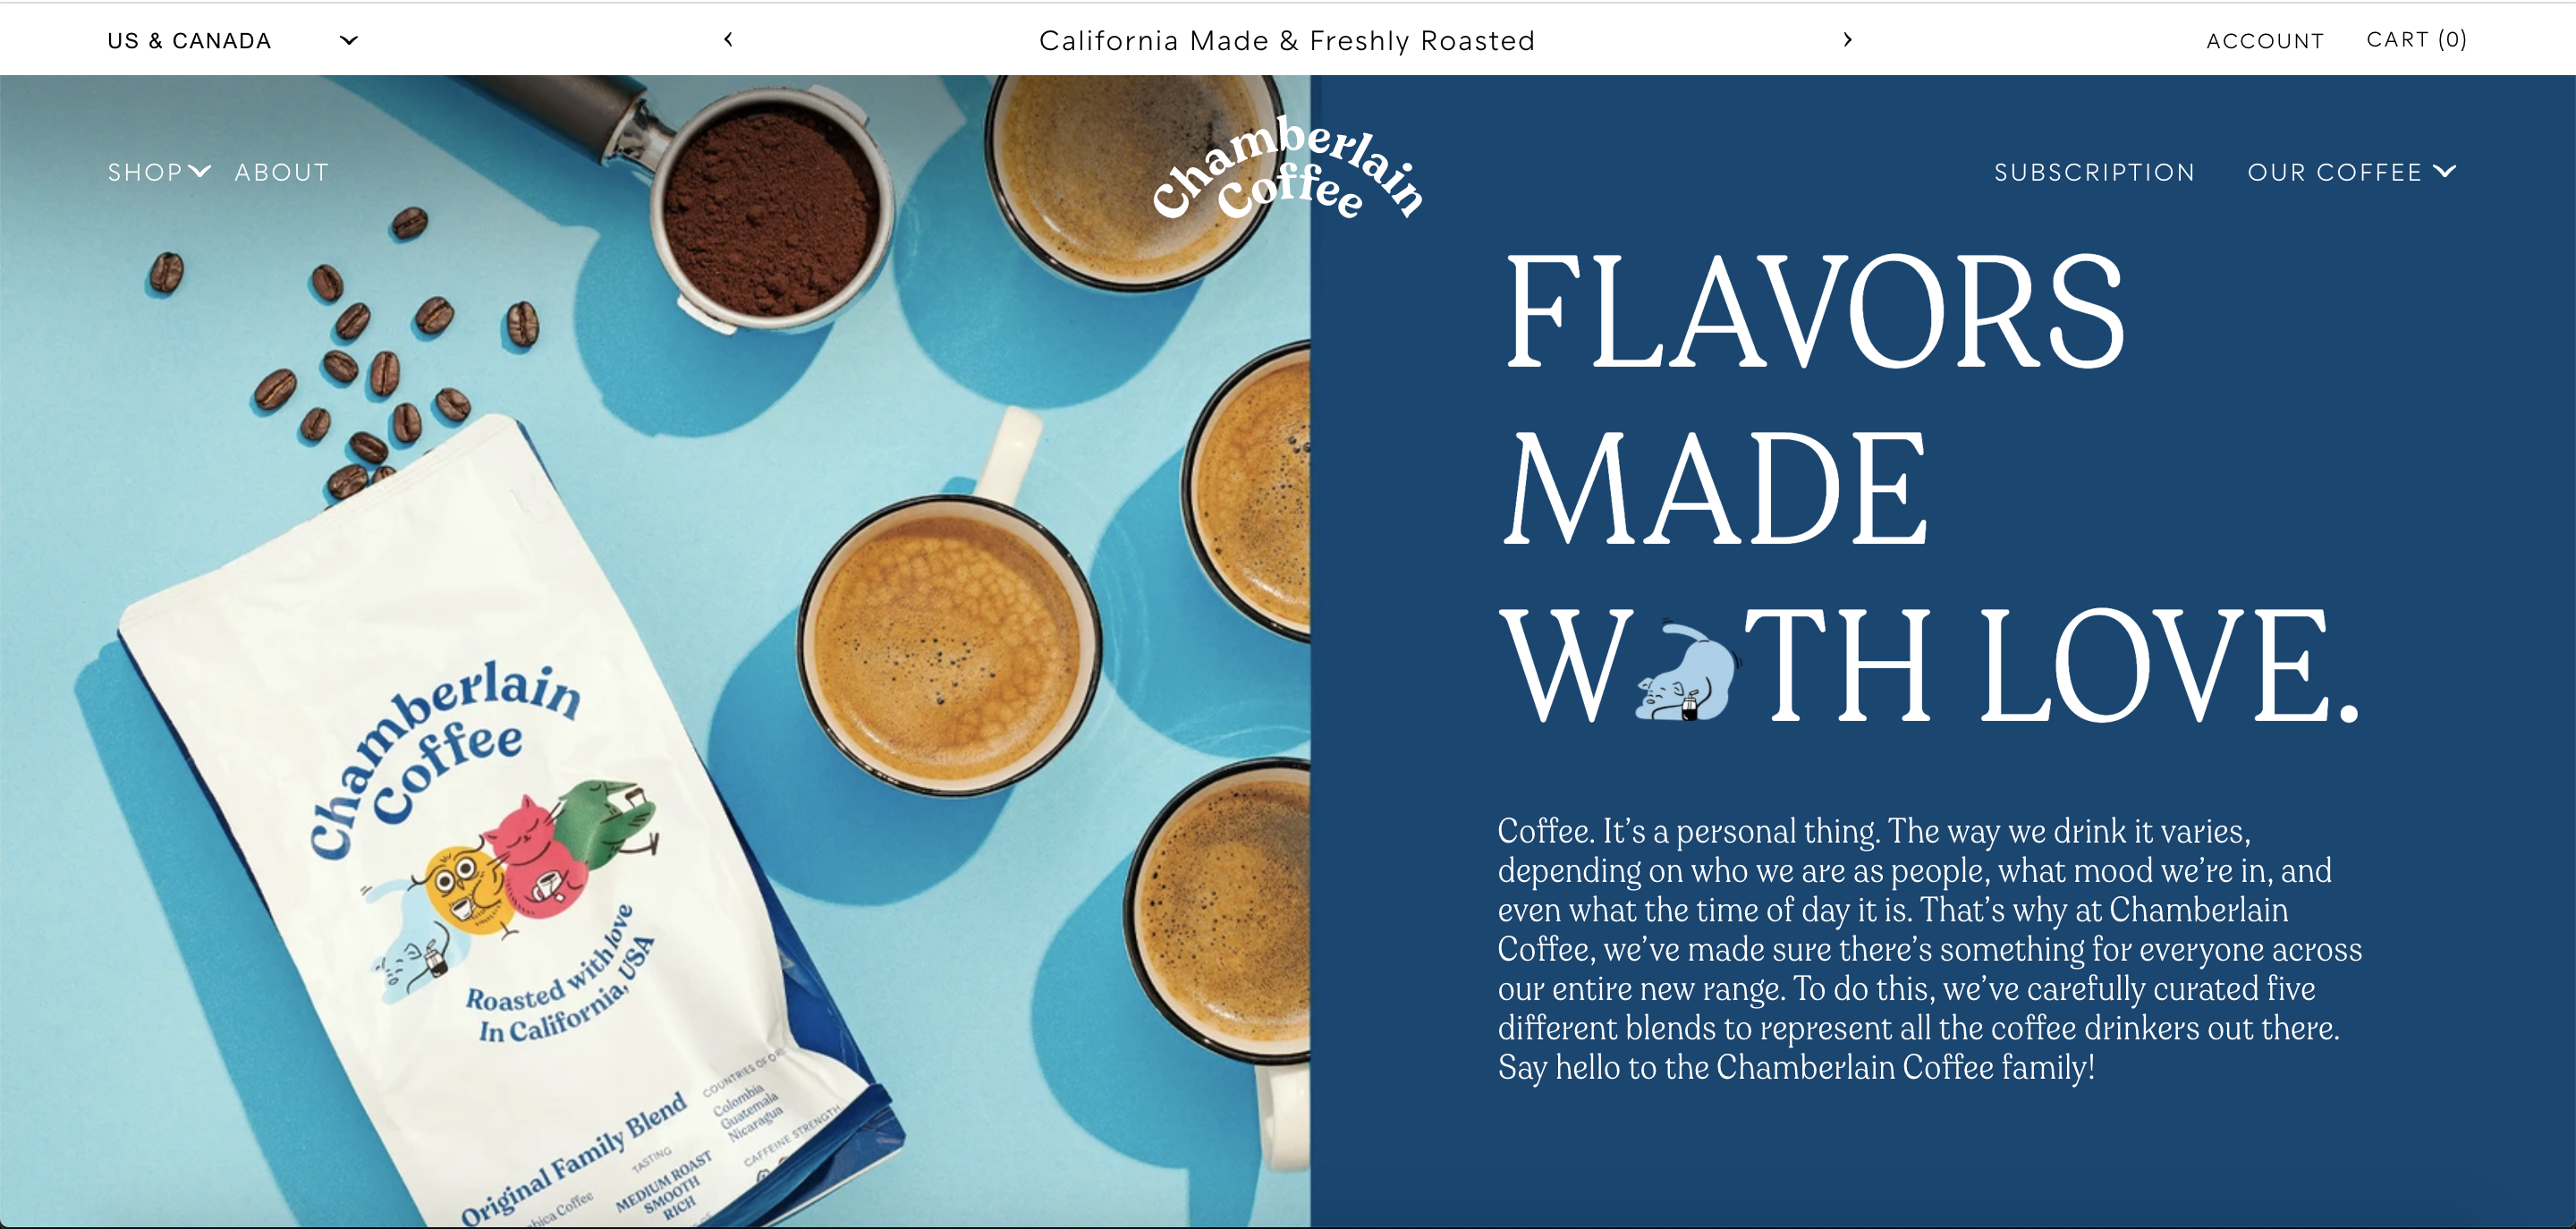 US & CANADA
California Made & Freshly Roasted
ACCOUNT
CART (0)
SHOP
ABOUT
Chamberlain
Coffee
SUBSCRIPTION
OUR COFFEE
FLAVORS
MADE
W TH LOVE.
Coffee. It's a personal thing. The way we drink it varies,
depending on who we are as people, what mood we're in, and
even what the time of day it is. That's why at Chamberlain
Coffee, we've made sure there's something for everyone across
our entire new range. To do this, we've carefully curated five
different blends to represent all the coffee drinkers out there.
Say hello to the Chamberlain Coffee family!
Chamberlain
Coffee
Roasted with love
In California, USA
Original Family Blend
COUNTRIES OF
Colombia
Guatemala
Nicaragua
TASTING
MEDIUM ROAST
SMOOTH
RICH
CAFFEINE STRENGTH
Coffee